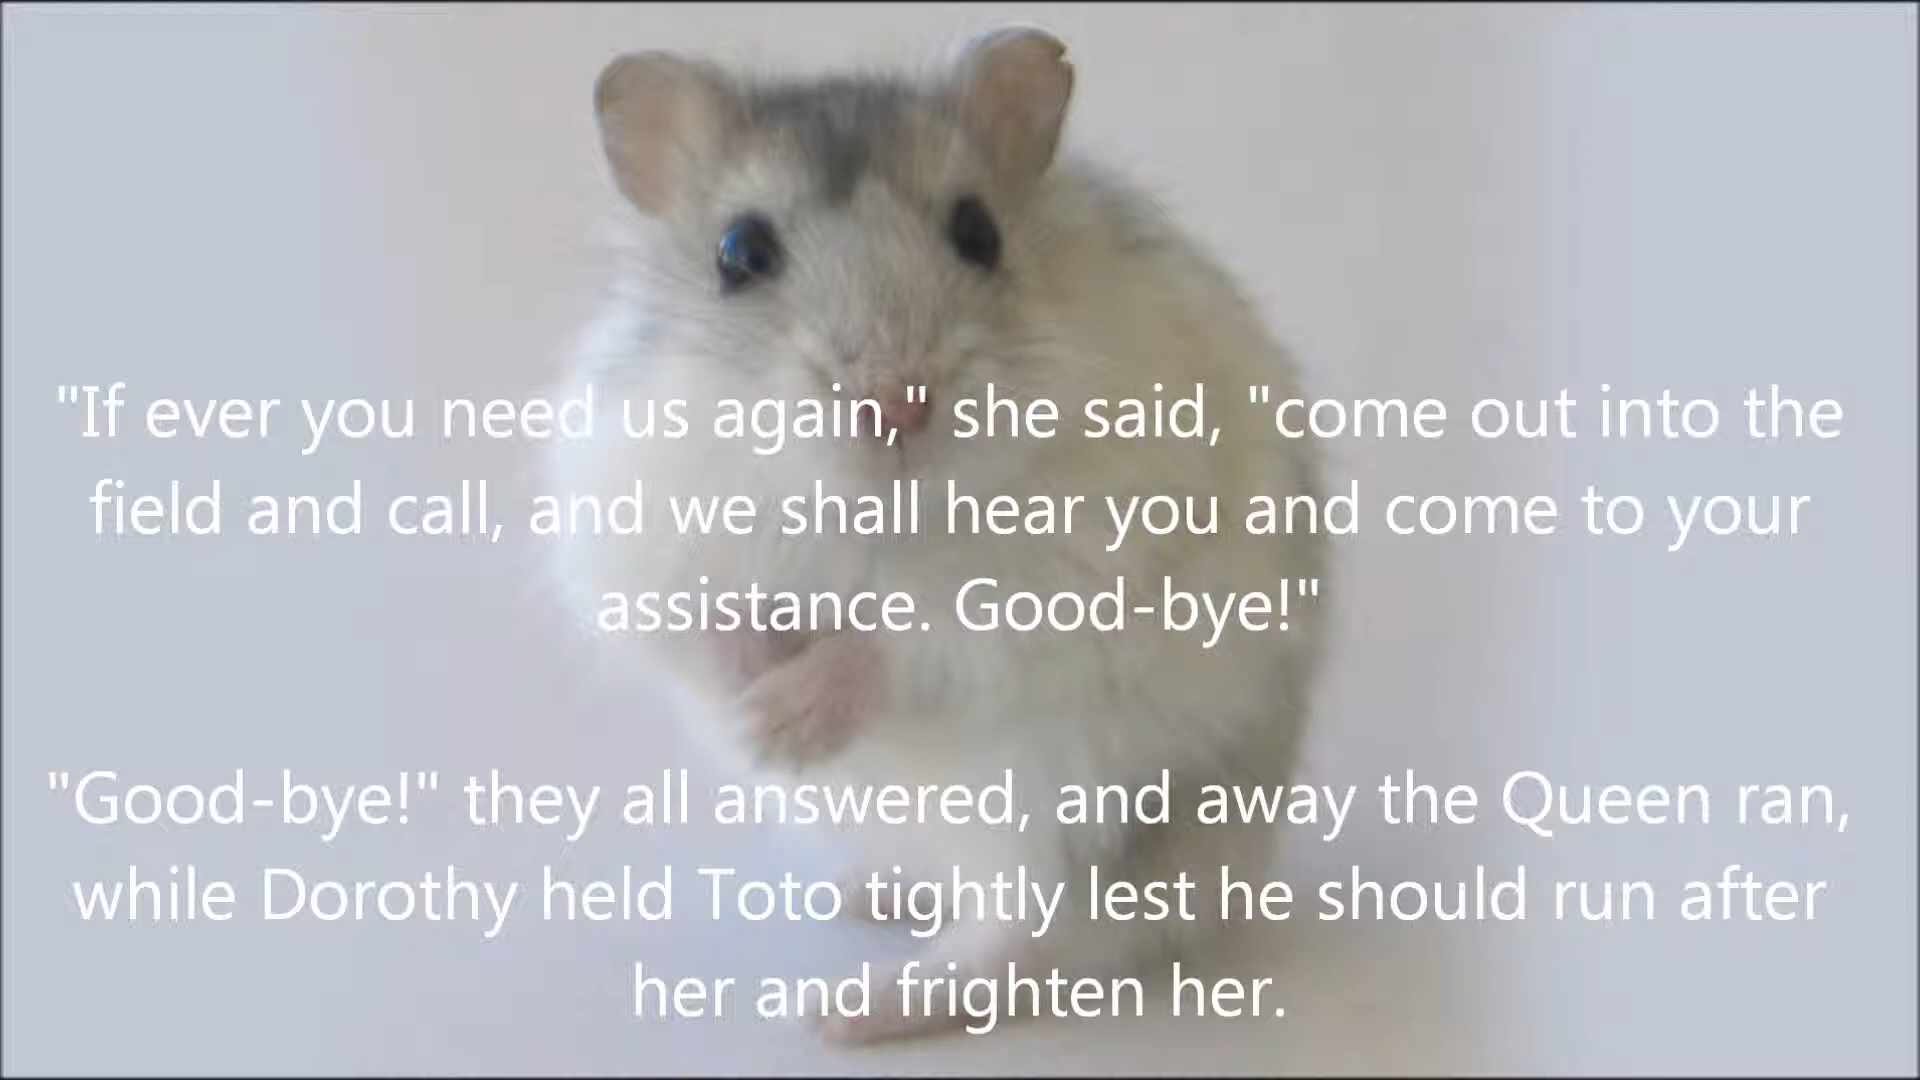 "If ever you need us again," she said, "come out into the
field and call, and we shall hear you and come to your
assistance. Good-bye!"
"Good-bye!" they all answered, and away the Queen ran,
while Dorothy held Toto tightly lest he should run after
her and frighten her.